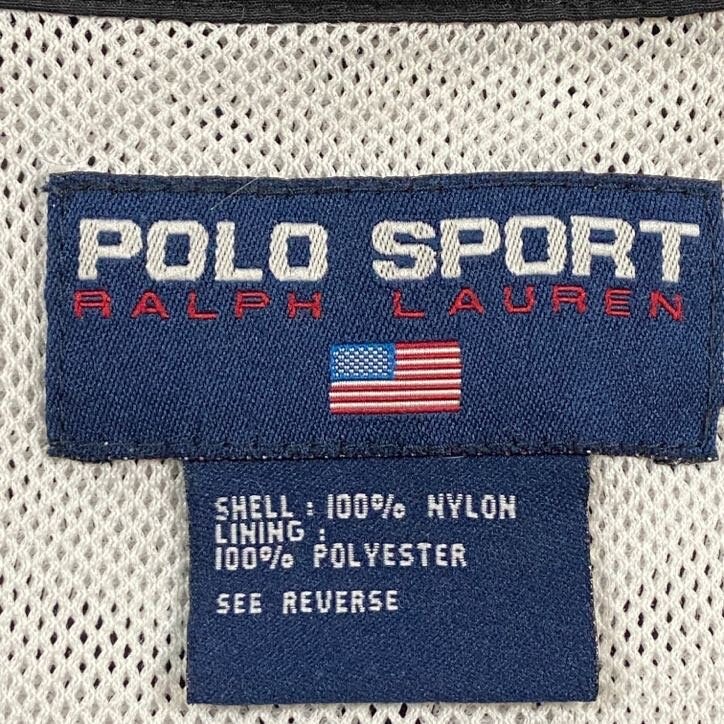 POLO SPORT
RALPH LAUREN
SHELL : 100% NYLON
LINING :
100% POLYESTER
SEE REVERSE